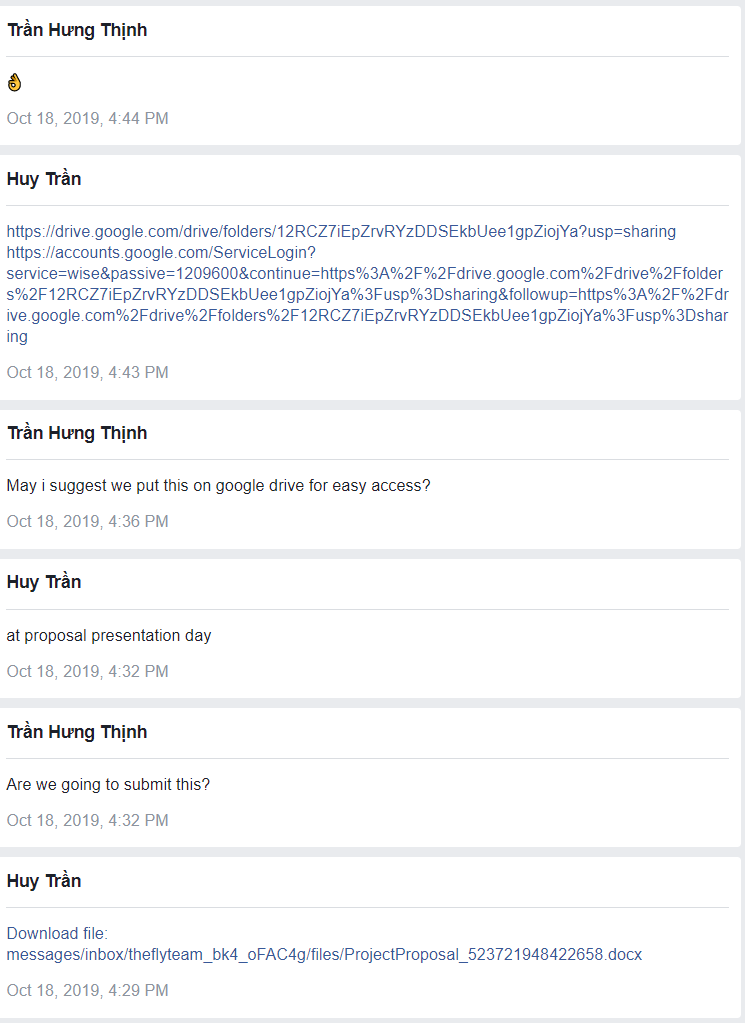 Trần Hưng Thịnh
👌
Oct 18, 2019, 4:44 PM
Huy Trần
https://drive.google.com/drive/folders/12RCZ7iEpZrvRYzDDSEkbUee1gpZiojYa?usp=sharing
https://accounts.google.com/ServiceLogin?
service=wise&passive=1209600&continue=https%3A%2F%2Fdrive.google.com%2Fdrive%2Ffolder
s%2F12RCZ7iEpZrvRYzDDSEkbUee1gpZiojYa%3Fusp%3Dsharing&followup=https%3A%2F%2Fdr
ive.google.com%2Fdrive%2Ffolders%2F12RCZ7iEpZrvRYzDDSEkbUee1gpZiojYa%3Fusp%3Dshar
ing
Oct 18, 2019, 4:43 PM
Trần Hưng Thịnh
May i suggest we put this on google drive for easy access?
Oct 18, 2019, 4:36 PM
Huy Trần
at proposal presentation day
Oct 18, 2019, 4:32 PM
Trần Hưng Thịnh
Are we going to submit this?
Oct 18, 2019, 4:32 PM
Huy Trần
Download file:
messages/inbox/theflyteam_bk4_oFAC4g/files/ProjectProposal_523721948422658.docx
Oct 18, 2019, 4:29 PM